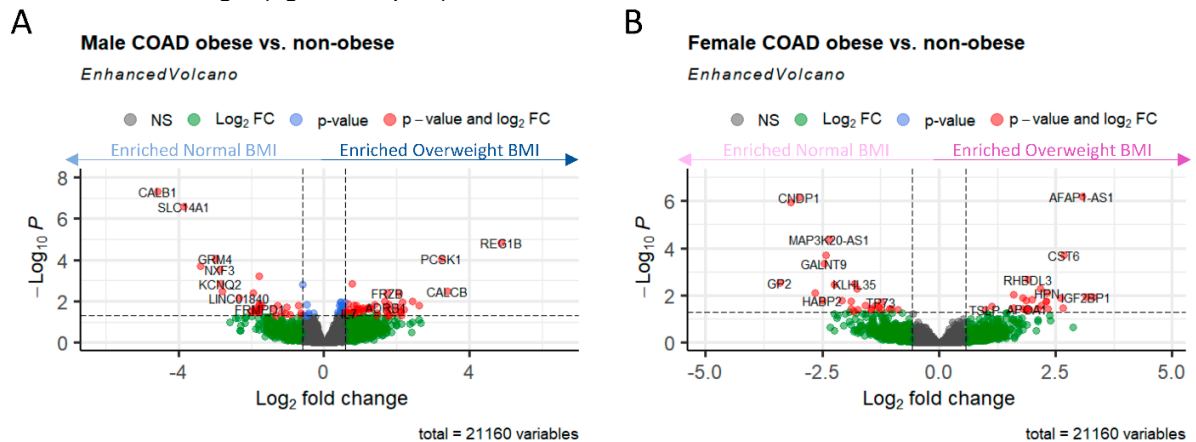 A
Male COAD obese vs. non-obese
EnhancedVolcano
NS Log2 FC p-value p − value and log2 FC
Enriched Normal BMI Enriched Overweight BMI
8
6
4
2
0
−Log10 P
CALB1
SLC14A1
REG1B
GRM4
PCSK1
NXF3
KCNQ2
CALCB
FRZB
LINC01840
FRMPD1
-4 0 4
Log2 fold change
total = 21160 variables
B
Female COAD obese vs. non-obese
EnhancedVolcano
NS Log2 FC p-value p − value and log2 FC
Enriched Normal BMI Enriched Overweight BMI
6
4
2
0
−Log10 P
CNDP1
AFAP1-AS1
MAP3K20-AS1
CST6
GALNT9
GP2
KLHL35
RHBDL3
HPN
IGF2BP1
HABP2
TP73
TSLP
-5.0 -2.5 0.0 2.5 5.0
Log2 fold change
total = 21160 variables